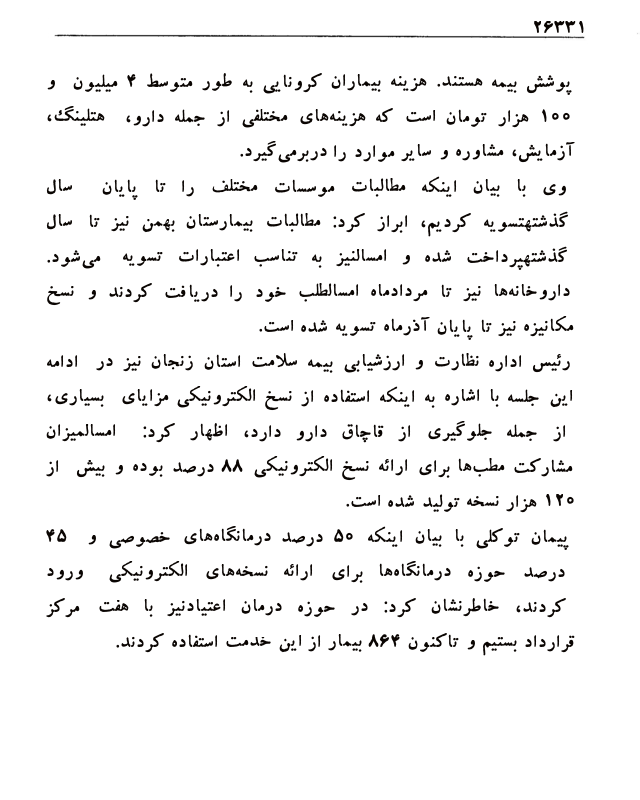 ۲۶۳۳۱
پوشش بیمه هستند. هزینه بیماران کرونایی به طور متوسط ۴ میلیون و
۱۰۰ هزار تومان است که هزینه‌های مختلفی از جمله دارو، هتلینگ،
آزمایش، مشاوره و سایر موارد را دربرمی‌گیرد.
وی با بیان اینکه مطالبات موسسات مختلف را تا پایان سال
گذشتهتسویه کردیم، ابراز کرد: مطالبات بیمارستان بهمن نیز تا سال
گذشتهپرداخت شده و امسالنیز به تناسب اعتبارات تسویه می‌شود.
داروخانه‌ها نیز تا مردادماه امسالطلب خود را دریافت کردند و نسخ
مکانیزه نیز تا پایان آذرماه تسویه شده است.
رئیس اداره نظارت و ارزشیابی بیمه سلامت استان زنجان نیز در ادامه
این جلسه با اشاره به اینکه استفاده از نسخ الکترونیکی مزایای بسیاری،
از جمله جلوگیری از قاچاق دارو دارد، اظهار کرد: امسالمیزان
مشارکت مطب‌ها برای ارائه نسخ الکترونیکی ۸۸ درصد بوده و بیش از
۱۲۰ هزار نسخه تولید شده است.
پیمان توکلی با بیان اینکه ۵۰ درصد درمانگاه‌های خصوصی و ۴۵
درصد حوزه درمانگاه‌ها برای ارائه نسخه‌های الکترونیکی ورود
کردند، خاطرنشان کرد: در حوزه درمان اعتیادنیز با هفت مرکز
قرارداد بستیم و تاکنون ۸۶۴ بیمار از این خدمت استفاده کردند.